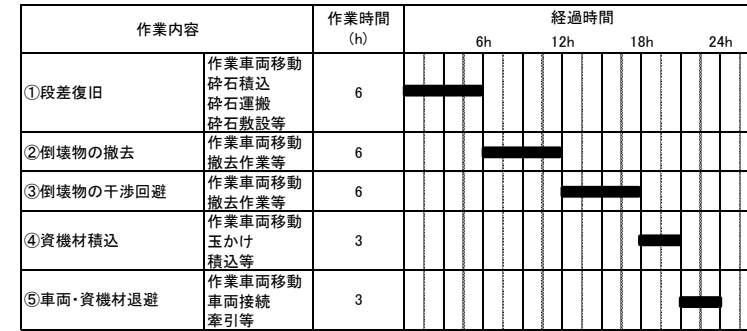 作業内容
作業時間
(h)
経過時間
6h 12h 18h 24h
①段差復旧
作業車両移動
砕石積込
砕石運搬
砕石敷設等
6
②倒壊物の撤去
作業車両移動
撤去作業等
6
③倒壊物の干渉回避
作業車両移動
撤去作業等
6
④資機材積込
作業車両移動
玉かけ
積込等
3
⑤車両・資機材退避
作業車両移動
車両接続
牽引等
3